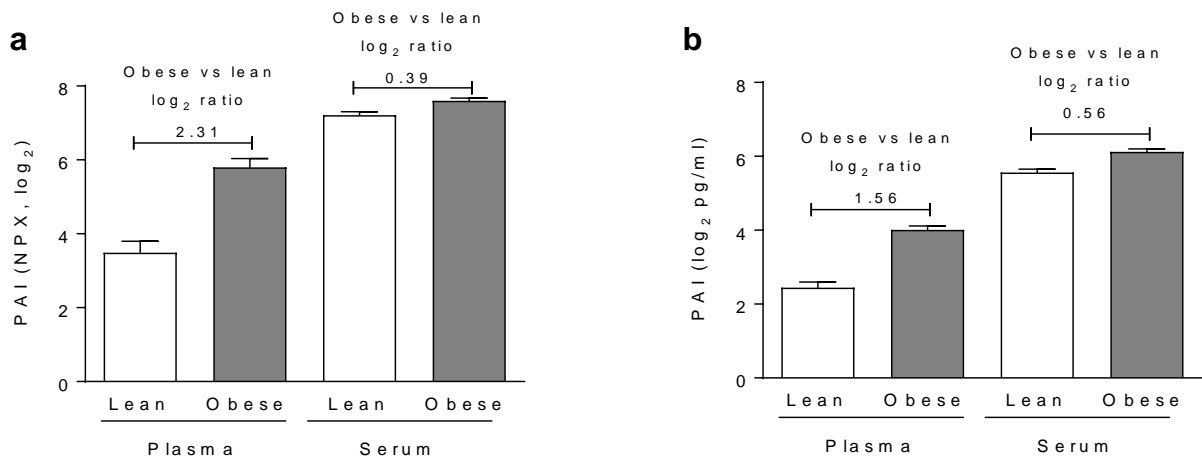 a
Obese vs lean
log2 ratio
0.39
Obese vs lean
log2 ratio
2.31
PAI (NPX, log2)
8
6
4
2
0
Lean Obese Lean Obese
Plasma Serum
b
Obese vs lean
log2 ratio
0.56
Obese vs lean
log2 ratio
1.56
PAI (log2 pg/ml)
8
6
4
2
0
Lean Obese Lean Obese
Plasma Serum